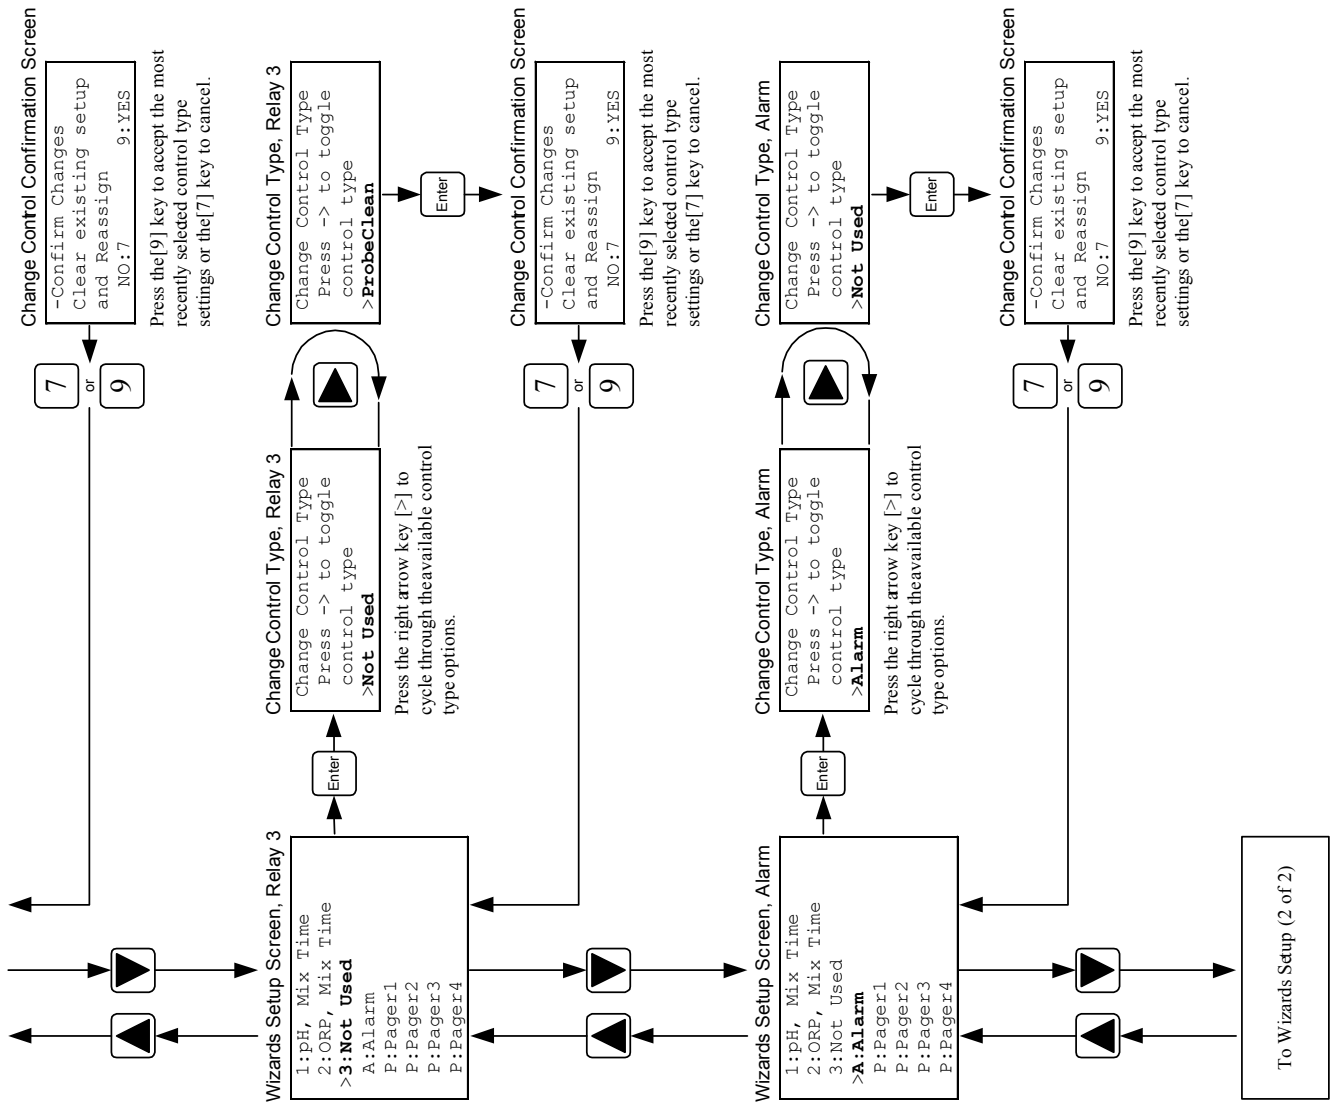 Change Control Confirmation Screen
-Confirm Changes
Clear existing setup
and Reassign
NO:7 9:YES
Press the[9] key to accept the most
recently selected control type
settings or the[7] key to cancel.
7
or
9
Wizards Setup Screen, Relay 3
1:pH, Mix Time
2:ORP, Mix Time
>3:Not Used
A:Alarm
P:Pager1
P:Pager2
P:Pager3
P:Pager4
Enter
Change Control Type, Relay 3
Change Control Type
Press -> to toggle
control type
>Not Used
Press the right arrow key [>] to
cycle through theavailable control
type options.
Change Control Type, Relay 3
Change Control Type
Press -> to toggle
control type
>ProbeClean
Enter
Change Control Confirmation Screen
-Confirm Changes
Clear existing setup
and Reassign
NO:7 9:YES
Press the[9] key to accept the most
recently selected control type
settings or the[7] key to cancel.
7
or
9
Wizards Setup Screen, Alarm
1:pH, Mix Time
2:ORP, Mix Time
3:Not Used
>A:Alarm
P:Pager1
P:Pager2
P:Pager3
P:Pager4
Enter
Change Control Type, Alarm
Change Control Type
Press -> to toggle
control type
>Alarm
Press the right arrow key [>] to
cycle through theavailable control
type options.
Change Control Type, Alarm
Change Control Type
Press -> to toggle
control type
>Not Used
Enter
Change Control Confirmation Screen
-Confirm Changes
Clear existing setup
and Reassign
NO:7 9:YES
Press the[9] key to accept the most
recently selected control type
settings or the[7] key to cancel.
7
or
9
To Wizards Setup (2 of 2)